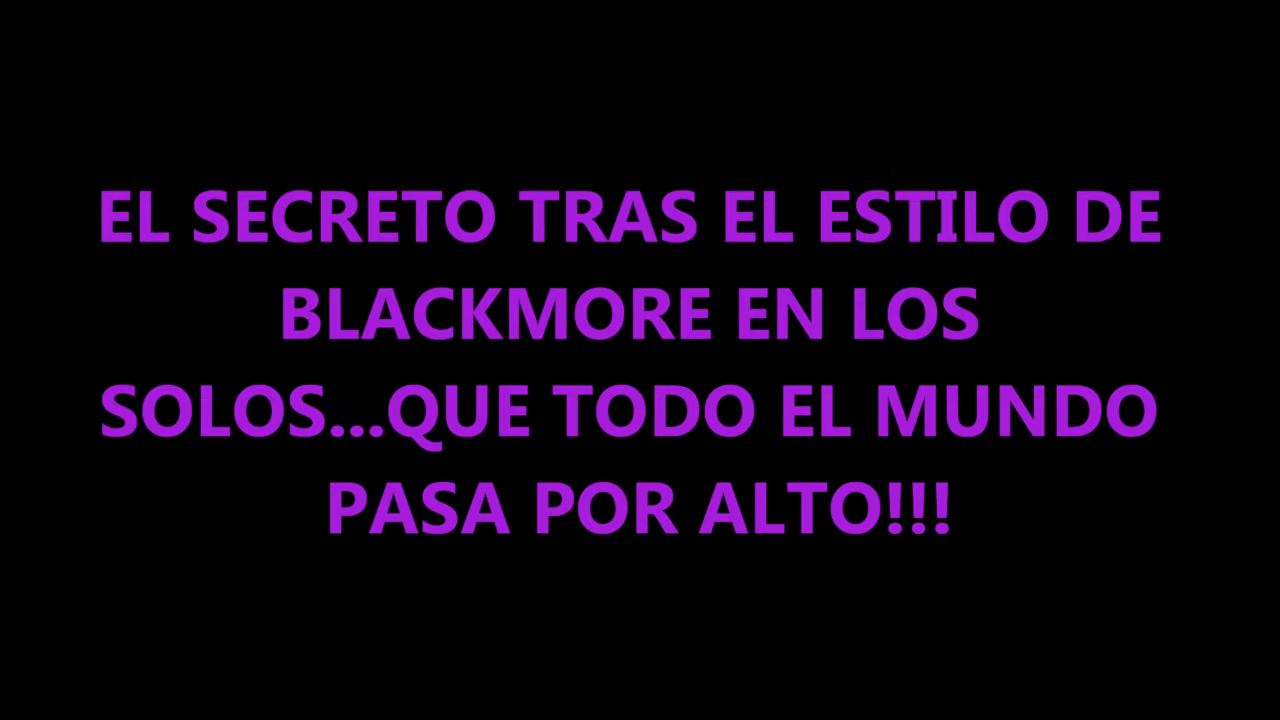 EL SECRETO TRAS EL ESTILO DE
BLACKMORE EN LOS
SOLOS...QUE TODO EL MUNDO
PASA POR ALTO!!!